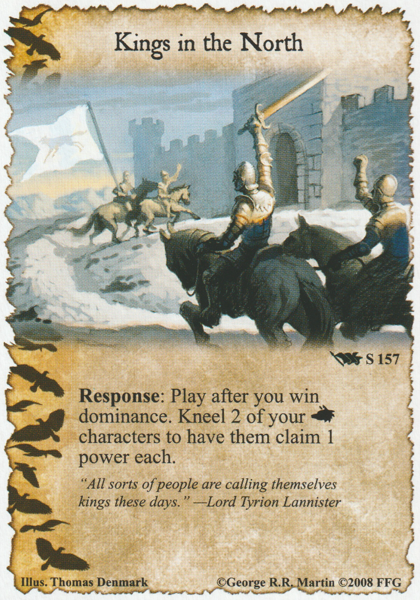 Kings in the North
S 157
Response: Play after you win
dominance. Kneel 2 of your
characters to have them claim 1
power each.
“All sorts of people are calling themselves
kings these days.” —Lord Tyrion Lannister
Illus. Thomas Denmark ©George R.R. Martin ©2008 FFG